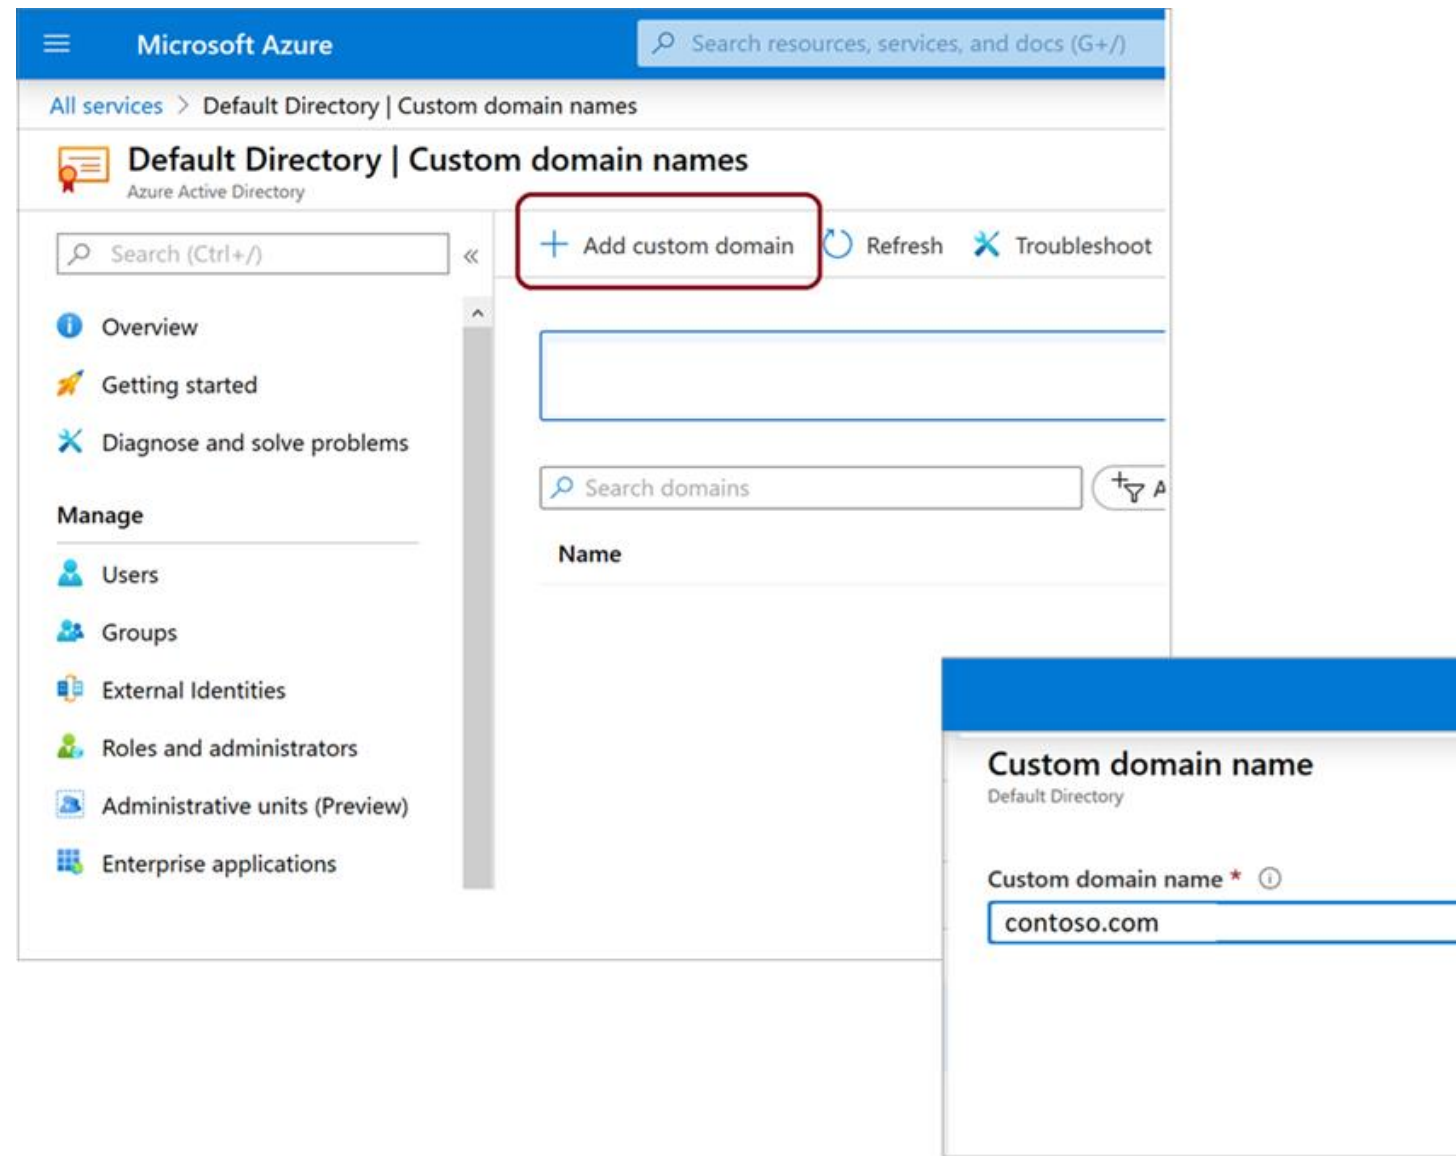 Microsoft Azure
Search resources, services, and docs (G+/)
All services > Default Directory | Custom domain names
Default Directory | Custom domain names
Azure Active Directory
Search (Ctrl+/)
«
+ Add custom domain
Refresh
Troubleshoot
Overview
Getting started
Diagnose and solve problems
Manage
Users
Groups
External Identities
Roles and administrators
Administrative units (Preview)
Enterprise applications
Search domains
Name
Custom domain name
Default Directory
Custom domain name *
contoso.com